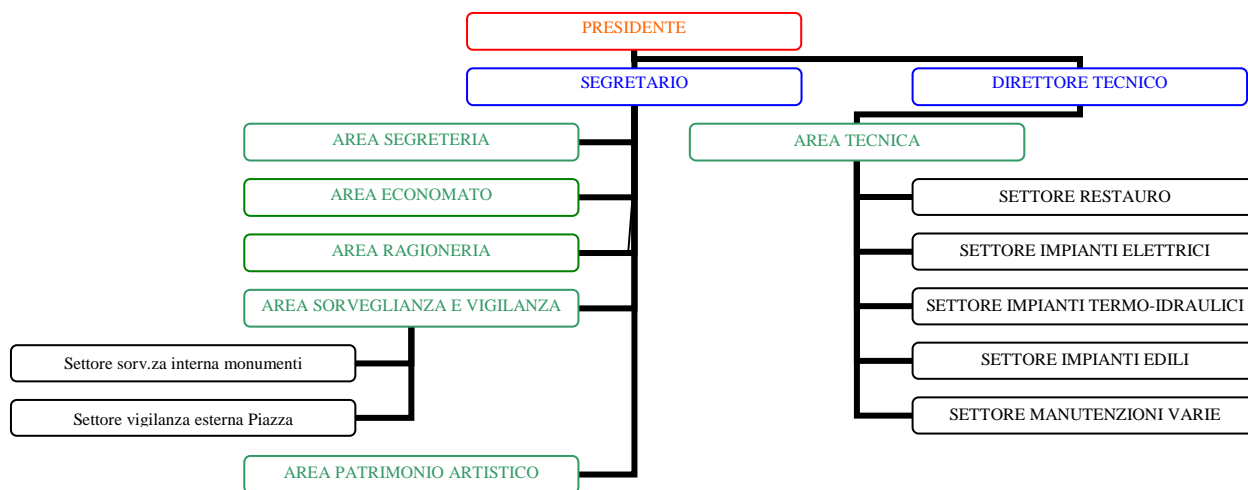 PRESIDENTE
SEGRETARIO
DIRETTORE TECNICO
AREA SEGRETERIA
AREA TECNICA
AREA ECONOMATO
SETTORE RESTAURO
AREA RAGIONERIA
SETTORE IMPIANTI ELETTRICI
AREA SORVEGLIANZA E VIGILANZA
SETTORE IMPIANTI TERMO-IDRAULICI
Settore sorv.za interna monumenti
SETTORE IMPIANTI EDILI
Settore vigilanza esterna Piazza
SETTORE MANUTENZIONI VARIE
AREA PATRIMONIO ARTISTICO